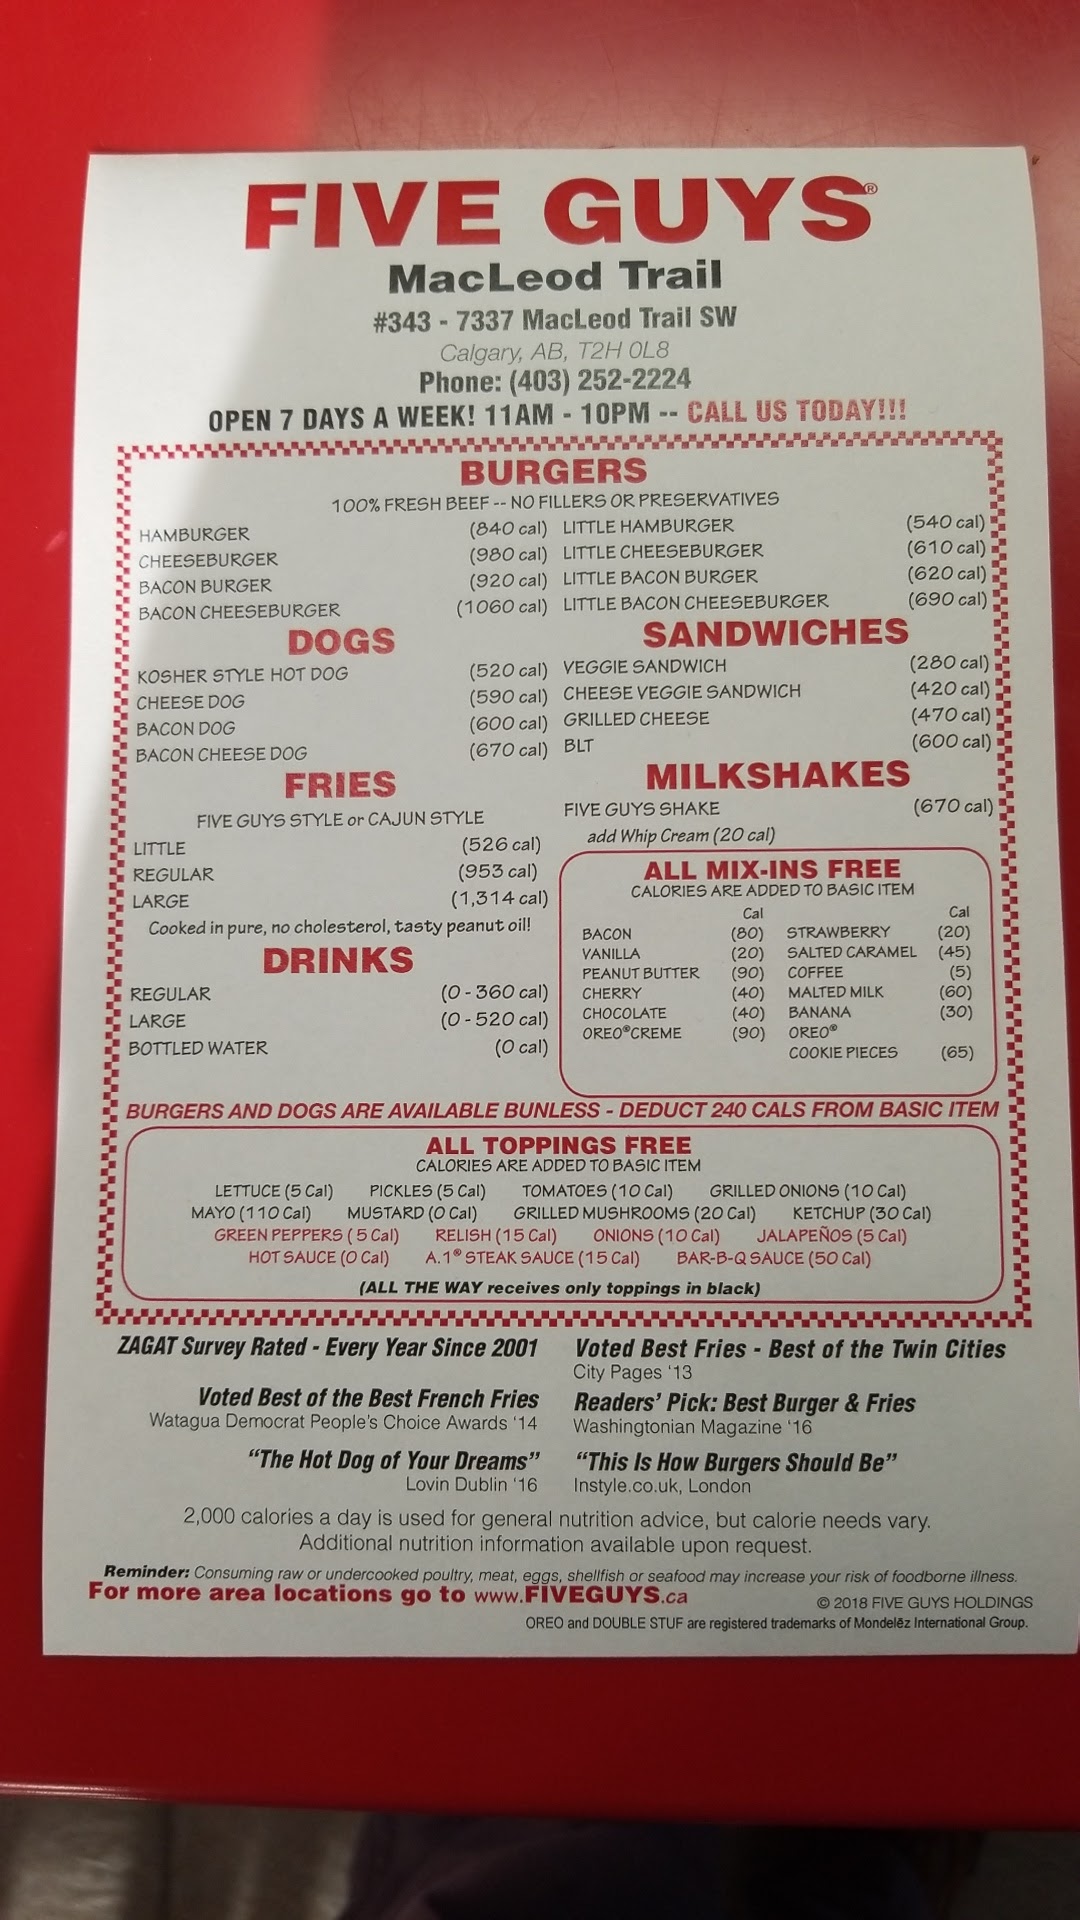 FIVE GUYS®
MacLeod Trail
#343 - 7337 MacLeod Trail SW
Calgary, AB, T2H 0L8
Phone: (403) 252-2224
OPEN 7 DAYS A WEEK! 11AM - 10PM -- CALL US TODAY!!!
BURGERS
100% FRESH BEEF -- NO FILLERS OR PRESERVATIVES
HAMBURGER (840 cal) LITTLE HAMBURGER (540 cal)
CHEESEBURGER (980 cal) LITTLE CHEESEBURGER (610 cal)
BACON BURGER (920 cal) LITTLE BACON BURGER (620 cal)
BACON CHEESEBURGER (1060 cal) LITTLE BACON CHEESEBURGER (690 cal)
DOGS
KOSHER STYLE HOT DOG (520 cal)
CHEESE DOG (590 cal)
BACON DOG (600 cal)
BACON CHEESE DOG (670 cal)
SANDWICHES
VEGGIE SANDWICH (280 cal)
CHEESE VEGGIE SANDWICH (420 cal)
GRILLED CHEESE (470 cal)
BLT (600 cal)
FRIES
FIVE GUYS STYLE or CAJUN STYLE
LITTLE (526 cal)
REGULAR (953 cal)
LARGE (1,314 cal)
Cooked in pure, no cholesterol, tasty peanut oil!
DRINKS
REGULAR (0 - 360 cal)
LARGE (0 - 520 cal)
BOTTLED WATER (0 cal)
MILKSHAKES
FIVE GUYS SHAKE (670 cal)
add Whip Cream (20 cal)
ALL MIX-INS FREE
CALORIES ARE ADDED TO BASIC ITEM
Cal Cal
BACON (80) STRAWBERRY (20)
VANILLA (20) SALTED CARAMEL (45)
PEANUT BUTTER (90) COFFEE (5)
CHERRY (40) MALTED MILK (60)
CHOCOLATE (40) BANANA (30)
OREO® CREME (90) OREO®
COOKIE PIECES (65)
BURGERS AND DOGS ARE AVAILABLE BUNLESS - DEDUCT 240 CALS FROM BASIC ITEM
ALL TOPPINGS FREE
CALORIES ARE ADDED TO BASIC ITEM
LETTUCE (5 Cal) PICKLES (5 Cal) TOMATOES (10 Cal) GRILLED ONIONS (10 Cal)
MAYO (110 Cal) MUSTARD (0 Cal) GRILLED MUSHROOMS (20 Cal) KETCHUP (30 Cal)
GREEN PEPPERS ( 5 Cal) RELISH (15 Cal) ONIONS (10 Cal) JALAPEÑOS (5 Cal)
HOT SAUCE (0 Cal) A.1® STEAK SAUCE (15 Cal) BAR-B-Q SAUCE (50 Cal)
(ALL THE WAY receives only toppings in black)
ZAGAT Survey Rated - Every Year Since 2001
Voted Best Fries - Best of the Twin Cities
City Pages '13
Voted Best of the Best French Fries
Watagua Democrat People's Choice Awards '14
Readers' Pick: Best Burger & Fries
Washingtonian Magazine '16
"The Hot Dog of Your Dreams"
Lovin Dublin '16
"This Is How Burgers Should Be"
Instyle.co.uk, London
2,000 calories a day is used for general nutrition advice, but calorie needs vary.
Additional nutrition information available upon request.
Reminder: Consuming raw or undercooked poultry, meat, eggs, shellfish or seafood may increase your risk of foodborne illness.
For more area locations go to www.FIVEGUYS.ca
© 2018 FIVE GUYS HOLDINGS
OREO and DOUBLE STUF are registered trademarks of Mondelēz International Group.